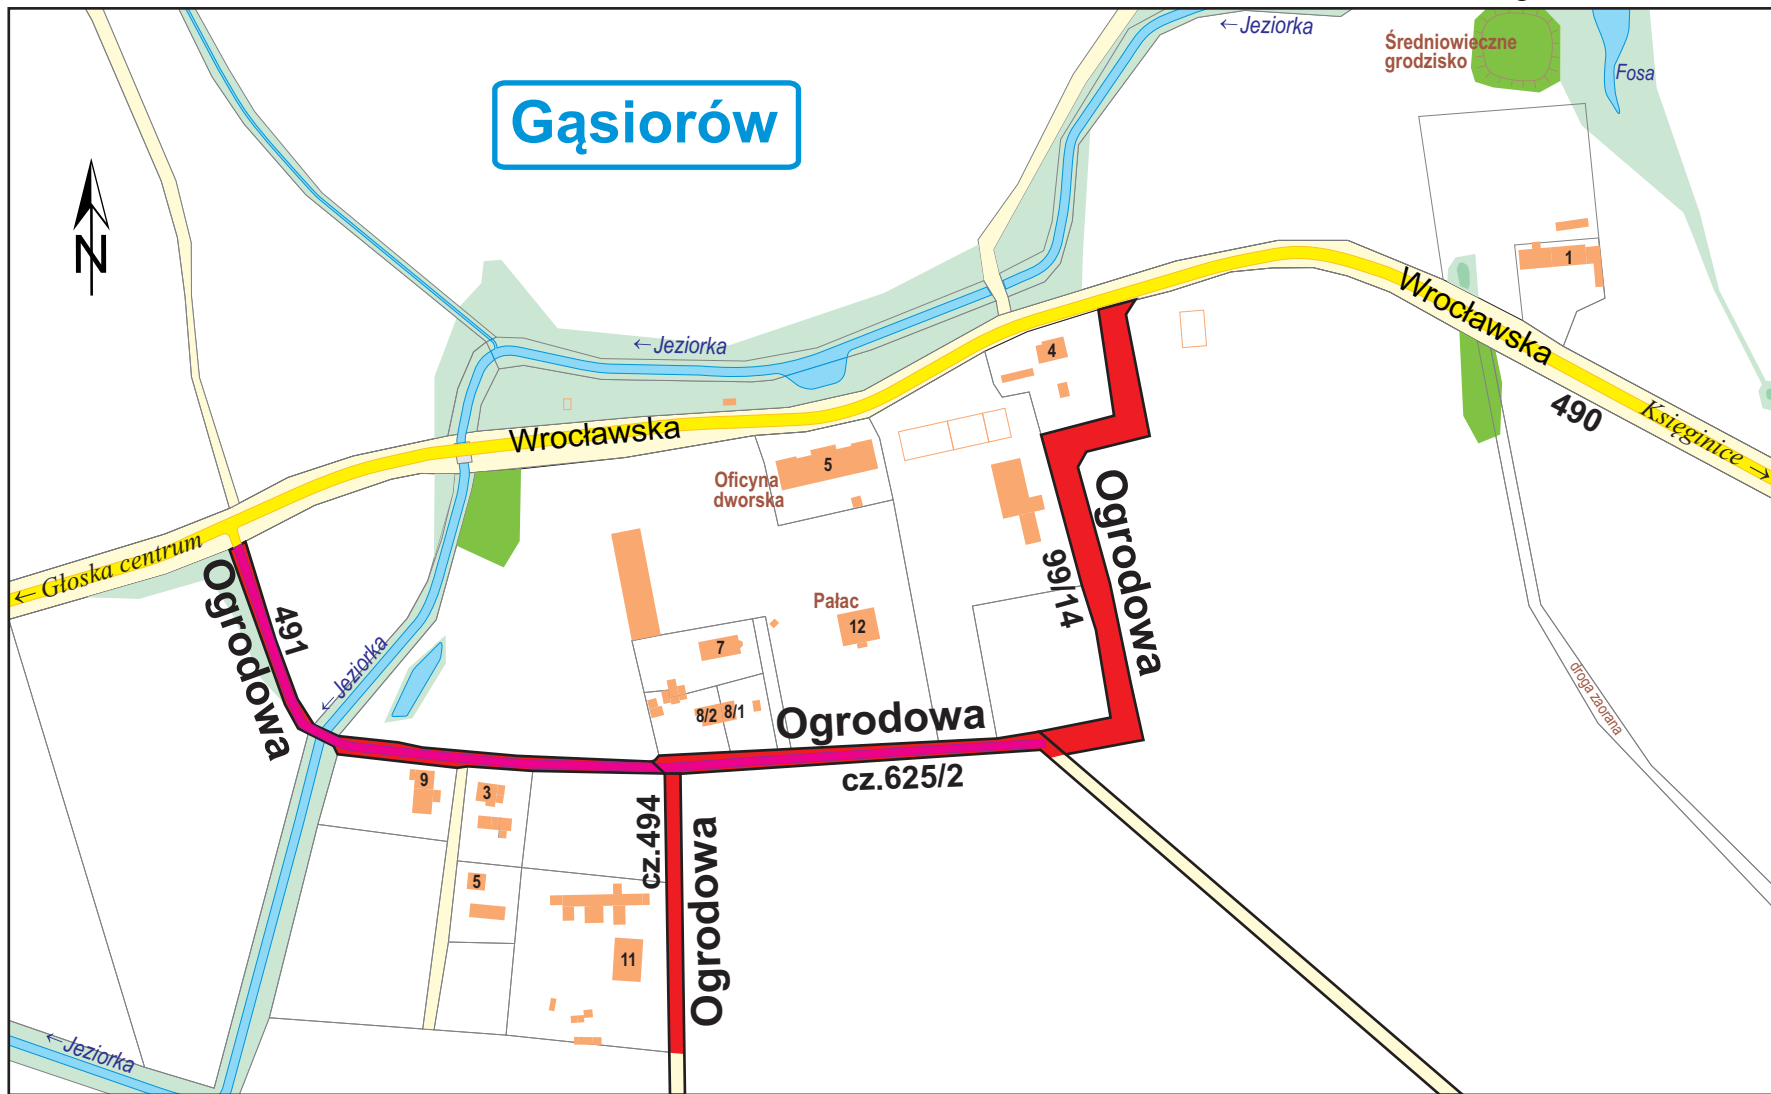 ← Jeziorka
Średniowieczne
grodzisko
Fosa
Gąsiorów
N
1
Wrocławska
← Jeziorka
4
490
Księginice →
Wrocławska
5
Oficyna
dworska
Ogrodowa
99/14
← Głoska centrum
Ogrodowa
491
Pałac
12
7
← Jeziorka
8/2
8/1
Ogrodowa
droga zaorana
cz.625/2
9
3
cz.494
Ogropowa
5
11
← Jeziorka